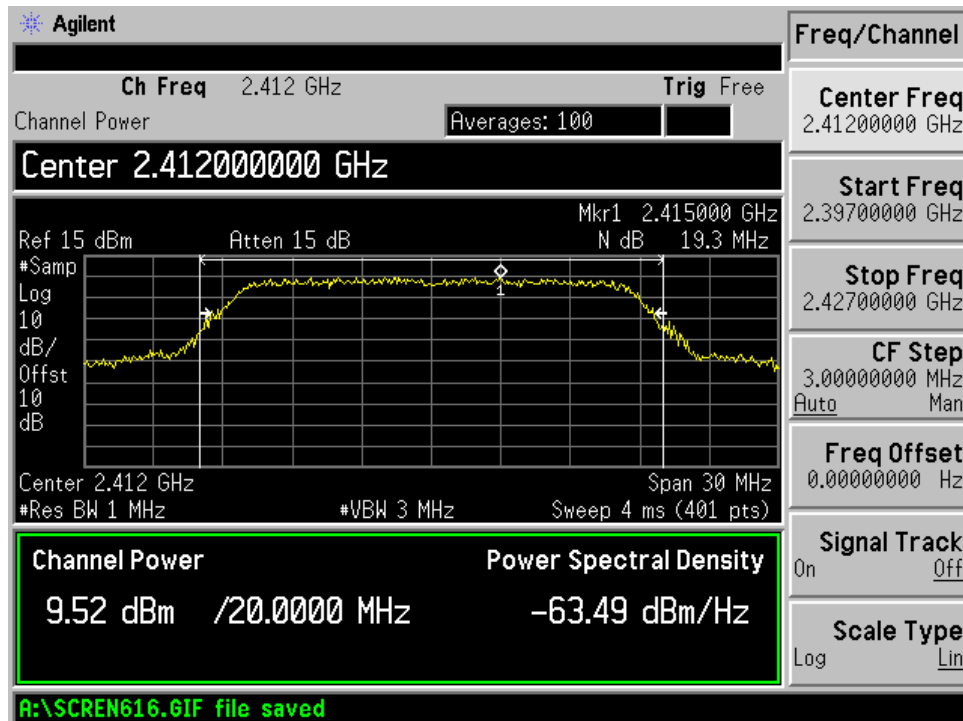 Agilent
Ch Freq 2.412 GHz Trig Free
Channel Power Averages: 100
Center 2.412000000 GHz
Mkr1 2.415000 GHz
Ref 15 dBm Atten 15 dB N dB 19.3 MHz
#Samp
Log
10
dB/
Offst
10
dB
1
Center 2.412 GHz Span 30 MHz
#Res BW 1 MHz #VBW 3 MHz Sweep 4 ms (401 pts)
Channel Power Power Spectral Density
9.52 dBm /20.0000 MHz -63.49 dBm/Hz
A:\SCREN616.GIF file saved
Freq/Channel
Center Freq
2.41200000 GHz
Start Freq
2.39700000 GHz
Stop Freq
2.42700000 GHz
CF Step
3.00000000 MHz
Auto Man
Freq Offset
0.00000000 Hz
Signal Track
On Off
Scale Type
Log Lin